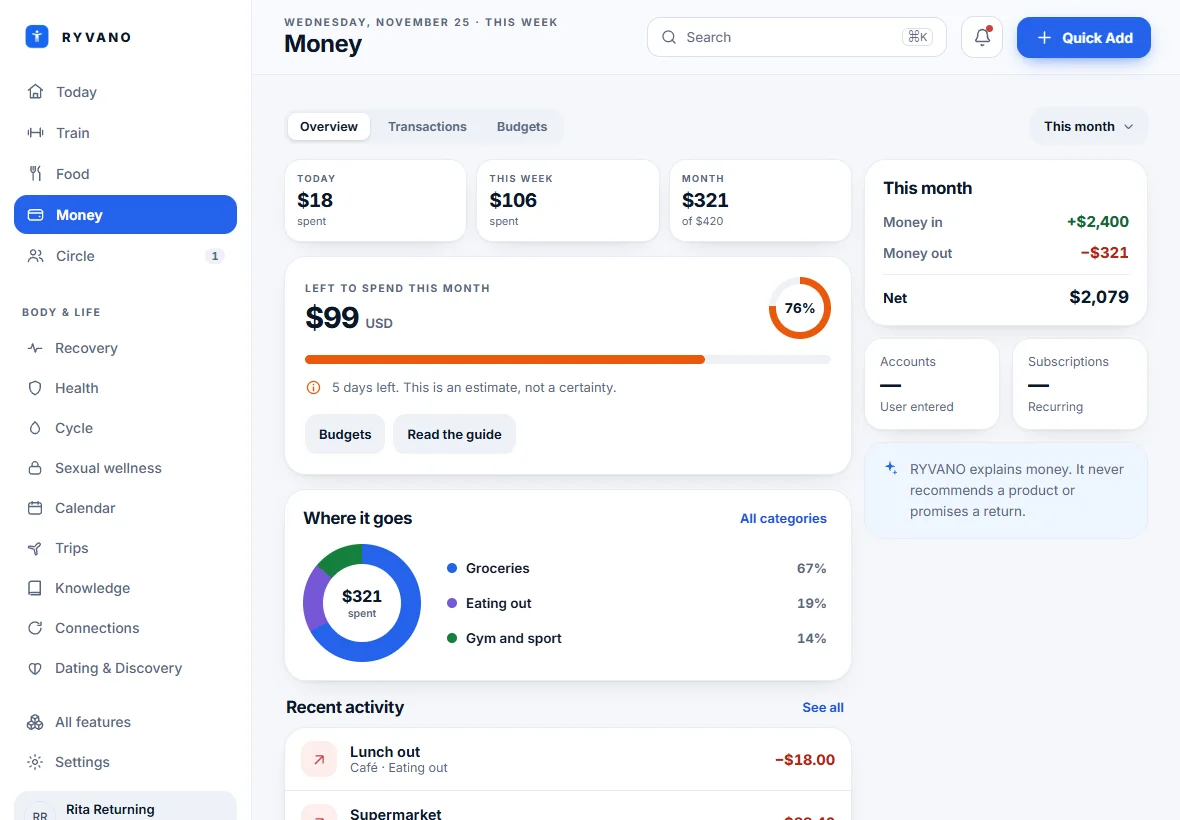 RYVANO
Today
Train
Food
Money
Circle
1
BODY & LIFE
Recovery
Health
Cycle
Sexual wellness
Calendar
Trips
Knowledge
Connections
Dating & Discovery
All features
Settings
RR
Rita Returning
WEDNESDAY, NOVEMBER 25 · THIS WEEK
Money
Search
⌘K
Quick Add
Overview
Transactions
Budgets
This month
TODAY
$18
spent
THIS WEEK
$106
spent
MONTH
$321
of $420
LEFT TO SPEND THIS MONTH
$99 USD
76%
5 days left. This is an estimate, not a certainty.
Budgets
Read the guide
Where it goes
All categories
$321
spent
Groceries
67%
Eating out
19%
Gym and sport
14%
Recent activity
See all
Lunch out
Café · Eating out
−$18.00
Supermarket
This month
Money in
+$2,400
Money out
−$321
Net
$2,079
Accounts
—
User entered
Subscriptions
—
Recurring
RYVANO explains money. It never
recommends a product or
promises a return.